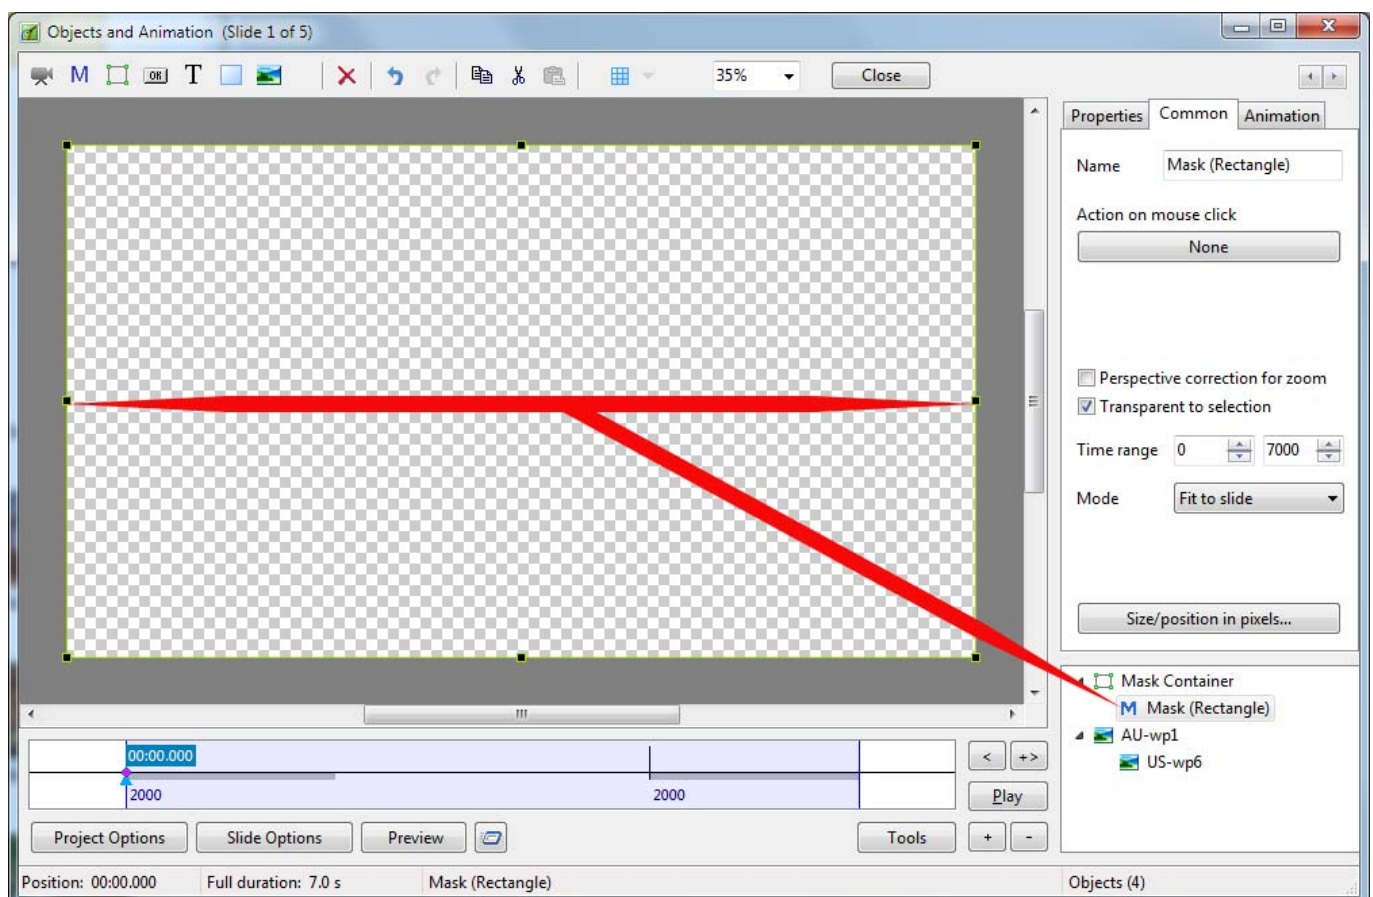 Objects and Animation (Slide 1 of 5)
M OK T 35% Close
Properties Common Animation
Name Mask (Rectangle)
Action on mouse click
None
Perspective correction for zoom
Transparent to selection
Time range 0 7000
Mode Fit to slide
Size/position in pixels...
Mask Container
M Mask (Rectangle)
AU-wp1
US-wp6
00:00.000
2000 2000
< +>
Play
Project Options Slide Options Preview Tools + -
Position: 00:00.000 Full duration: 7.0 s Mask (Rectangle) Objects (4)